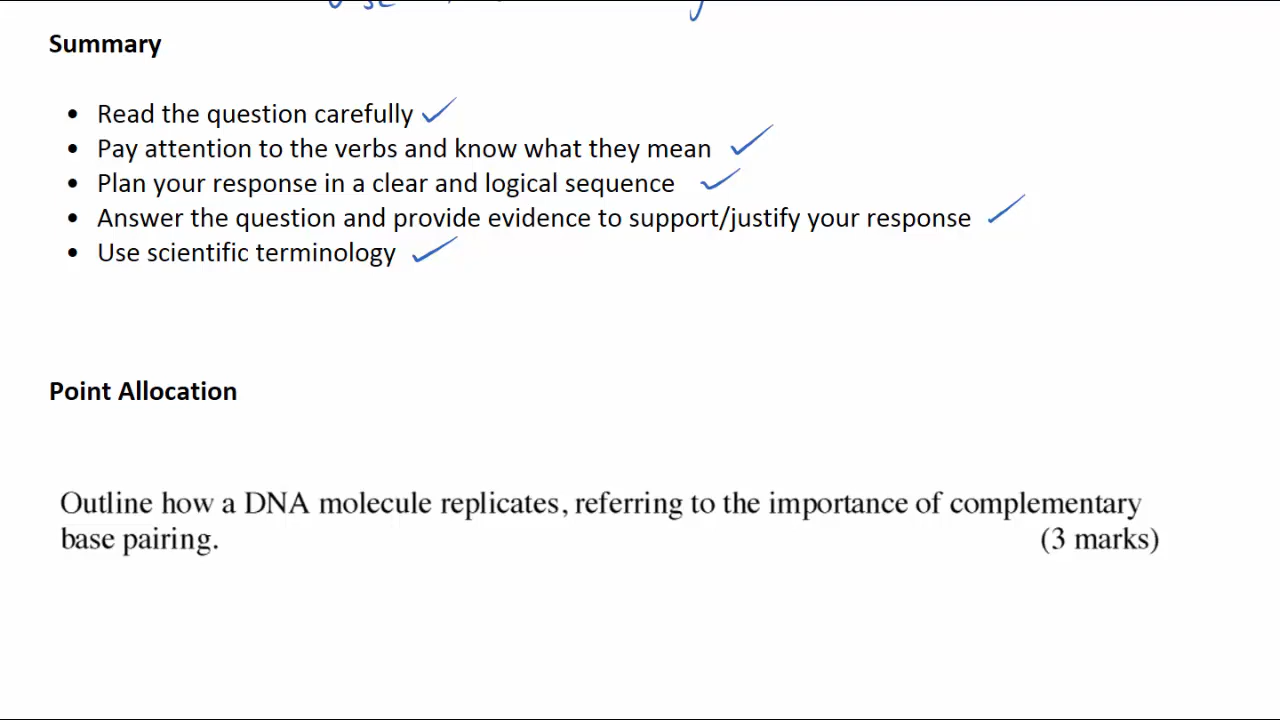 Summary
• Read the question carefully
• Pay attention to the verbs and know what they mean
• Plan your response in a clear and logical sequence
• Answer the question and provide evidence to support/justify your response
• Use scientific terminology
Point Allocation
Outline how a DNA molecule replicates, referring to the importance of complementary
base pairing. (3 marks)